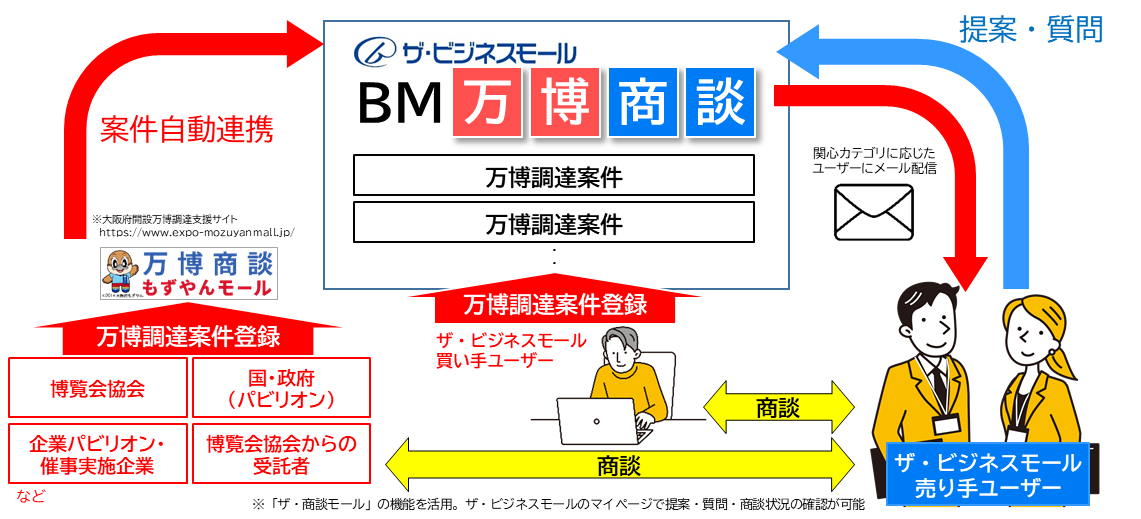 提案・質問
ザ・ビジネスモール
BM万博商談
案件自動連携
関心カテゴリに応じた
ユーザーにメール配信
万博調達案件
万博調達案件
:
※大阪府開設万博調達支援サイト
https://www.expo-mozuyanmall.jp/
万博商談
もずやんモール
万博調達案件登録
万博調達案件登録
ザ・ビジネスモール
買い手ユーザー
博覧会協会
国・政府
（パビリオン）
企業パビリオン・
催事実施企業
博覧会協会からの
受託者
など
商談
商談
ザ・ビジネスモール
売り手ユーザー
※「ザ・商談モール」の機能を活用。ザ・ビジネスモールのマイページで提案・質問・商談状況の確認が可能